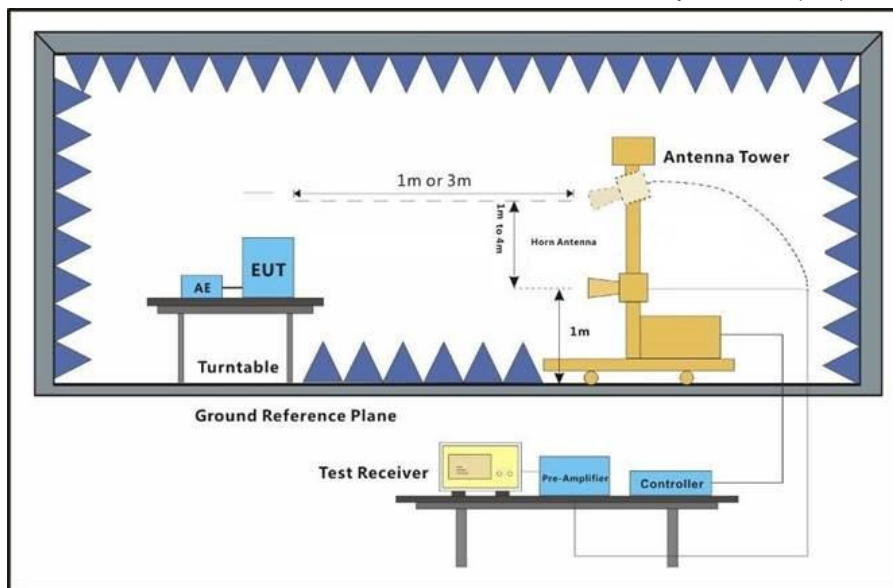 Antenna Tower
1m or 3m
1m to 4m
Horn Antenna
EUT
AE
1m
Turntable
Ground Reference Plane
Test Receiver
Pre-Amplifier
Controller